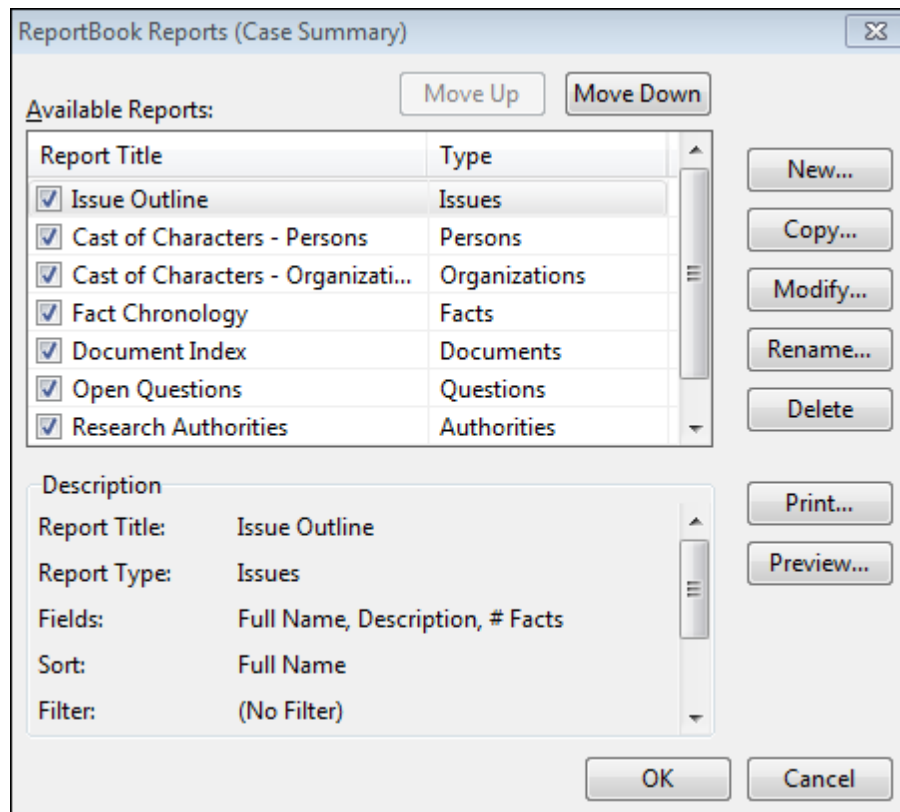 ReportBook Reports (Case Summary)
Move Up Move Down
Available Reports:
Report Title Type
Issue Outline Issues
Cast of Characters - Persons Persons
Cast of Characters - Organizati... Organizations
Fact Chronology Facts
Document Index Documents
Open Questions Questions
Research Authorities Authorities
New...
Copy...
Modify...
Rename...
Delete
Description
Report Title: Issue Outline
Report Type: Issues
Fields: Full Name, Description, # Facts
Sort: Full Name
Filter: (No Filter)
Print...
Preview...
OK Cancel